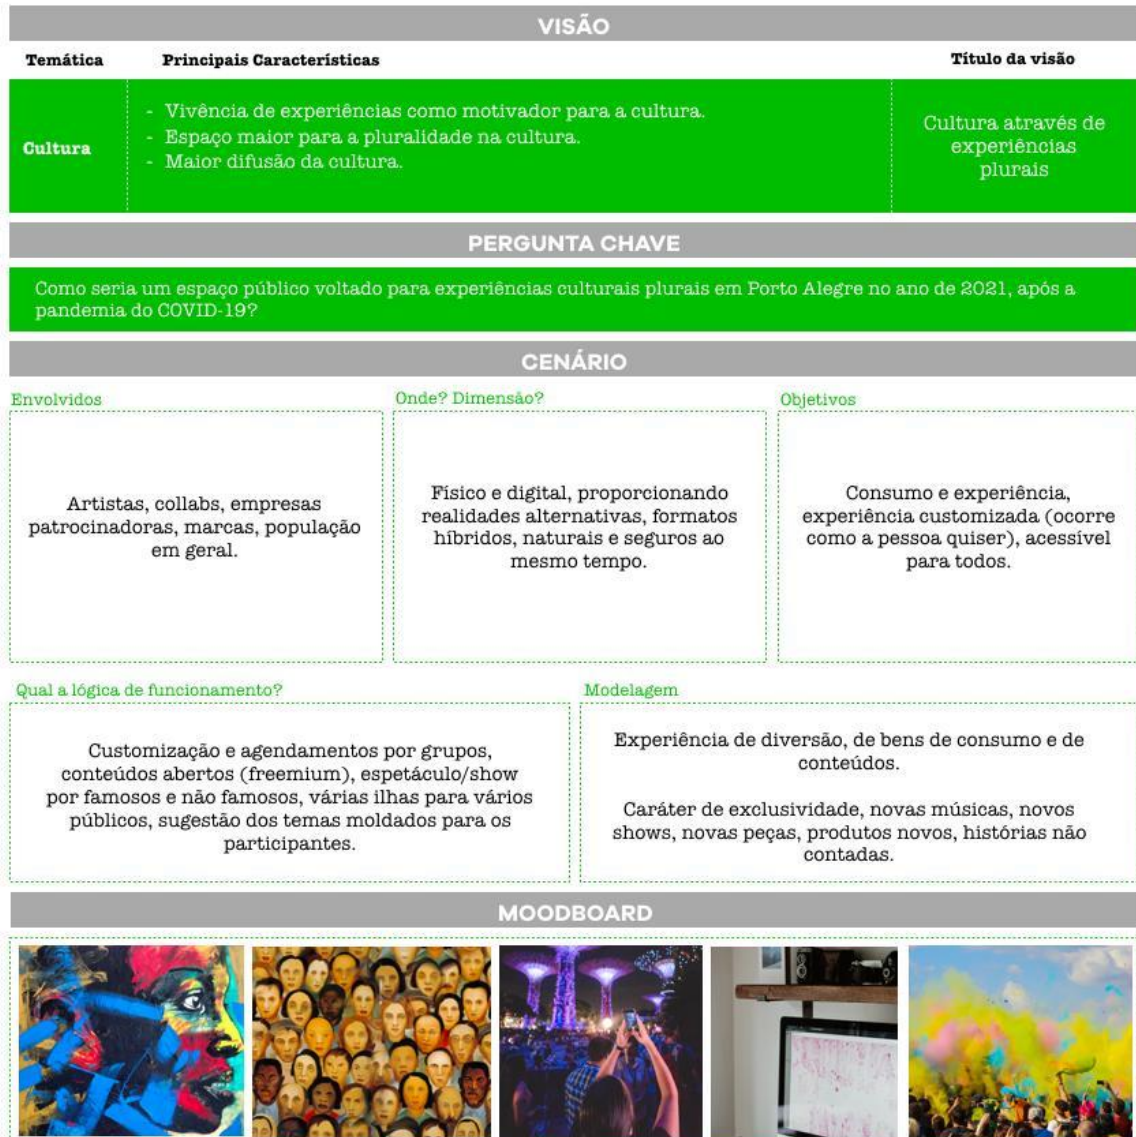 VISÃO
Temática
Principais Características
Título da visão
Cultura
- Vivência de experiências como motivador para a cultura.
- Espaço maior para a pluralidade na cultura.
- Maior difusão da cultura.
Cultura através de
experiências
plurais
PERGUNTA CHAVE
Como seria um espaço público voltado para experiências culturais plurais em Porto Alegre no ano de 2021, após a
pandemia do COVID-19?
CENÁRIO
Envolvidos
Artistas, collabs, empresas
patrocinadoras, marcas, população
em geral.
Onde? Dimensão?
Físico e digital, proporcionando
realidades alternativas, formatos
híbridos, naturais e seguros ao
mesmo tempo.
Objetivos
Consumo e experiência,
experiência customizada (ocorre
como a pessoa quiser), acessível
para todos.
Qual a lógica de funcionamento?
Customização e agendamentos por grupos,
conteúdos abertos (freemium), espetáculo/show
por famosos e não famosos, várias ilhas para vários
públicos, sugestão dos temas moldados para os
participantes.
Modelagem
Experiência de diversão, de bens de consumo e de
conteúdos.
Caráter de exclusividade, novas músicas, novos
shows, novas peças, produtos novos, histórias não
contadas.
MOODBOARD